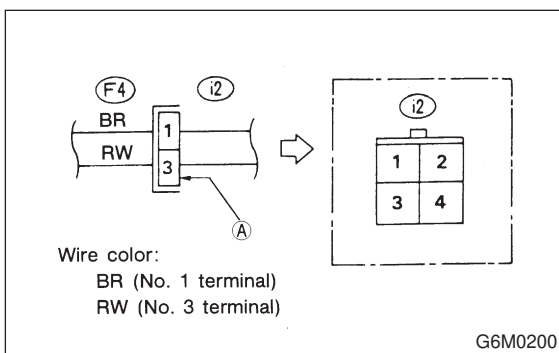 F4 i2
BR
RW
1
3
A
i2
1 2
3 4
Wire color:
BR (No. 1 terminal)
RW (No. 3 terminal)
G6M0200